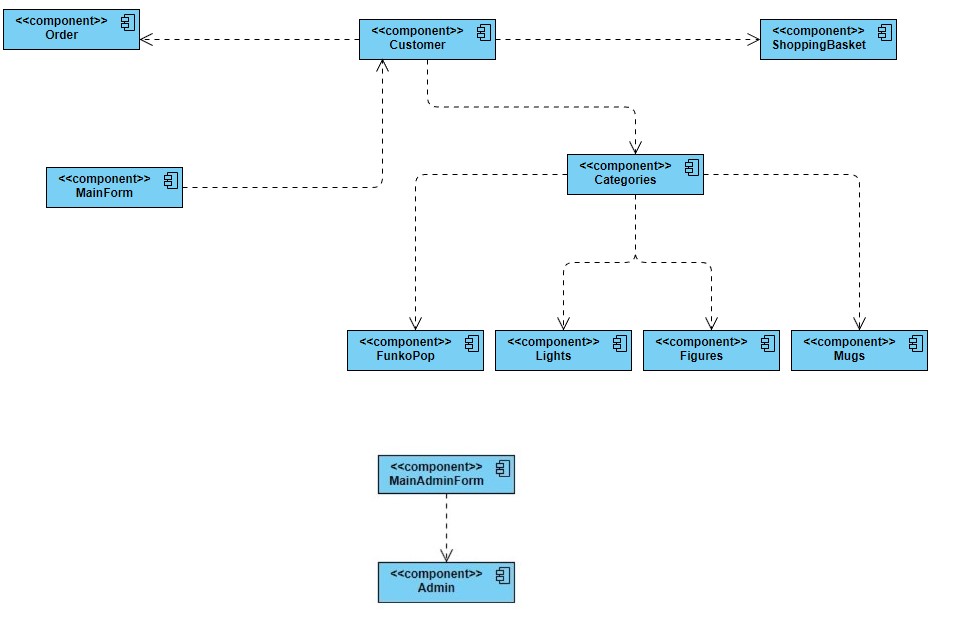 <<component>>
Order
<<component>>
Customer
<<component>>
ShoppingBasket
<<component>>
MainForm
<<component>>
Categories
<<component>>
FunkoPop
<<component>>
Lights
<<component>>
Figures
<<component>>
Mugs
<<component>>
MainAdminForm
<<component>>
Admin